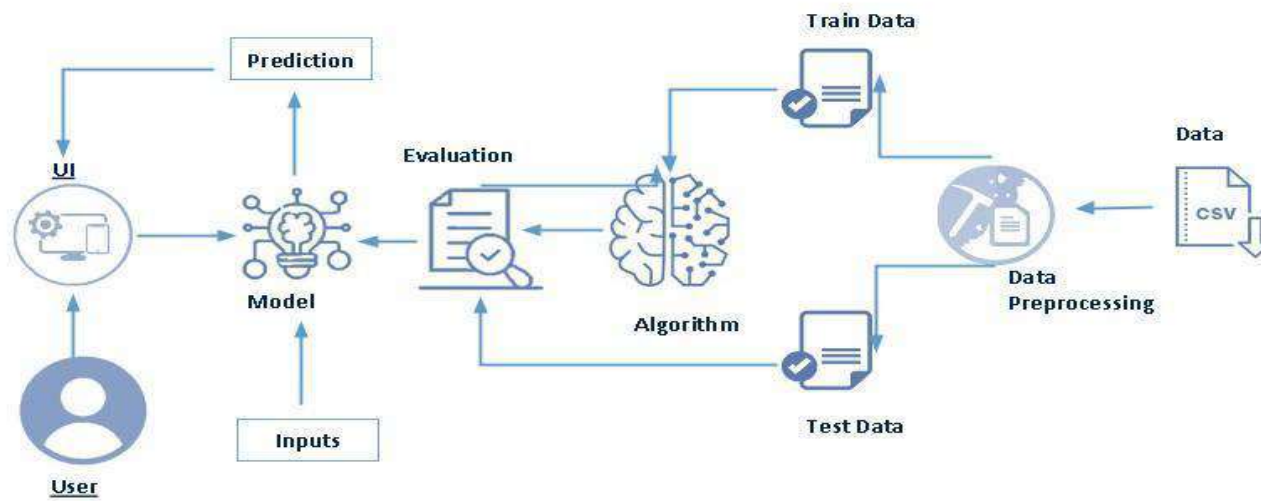 Train Data
Prediction
Data
Evaluation
UI
CSV
Model
Data
Preprocessing
Algorithm
Inputs
Test Data
User